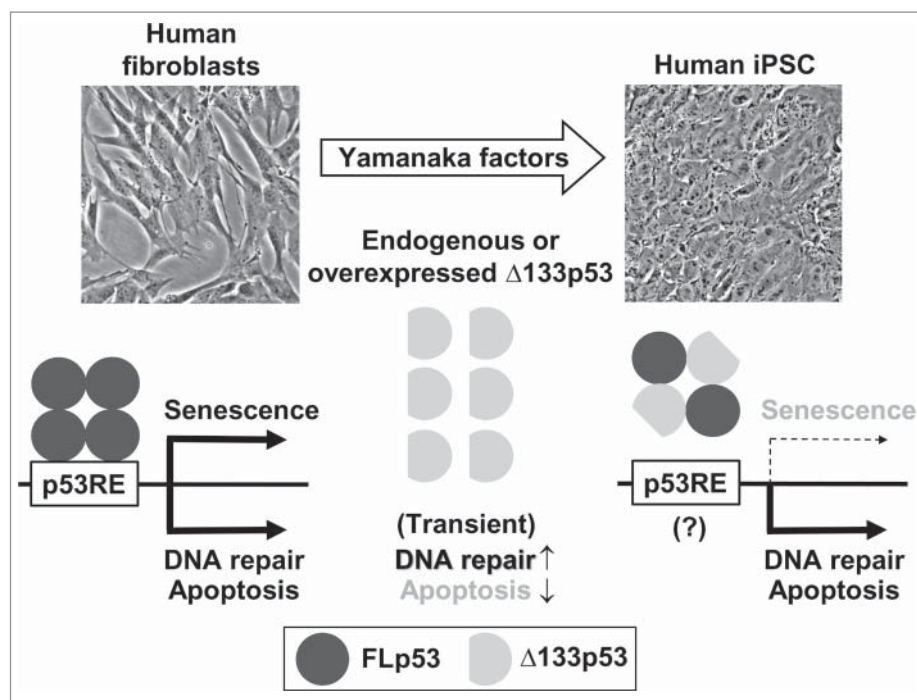 Human
fibroblasts
Human iPSC
Yamanaka factors
Endogenous or
overexpressed Δ133p53
Senescence
p53RE
DNA repair
Apoptosis
(Transient)
DNA repair ↑
Apoptosis ↓
Senescence
p53RE
(?)
DNA repair
Apoptosis
FLp53
Δ133p53